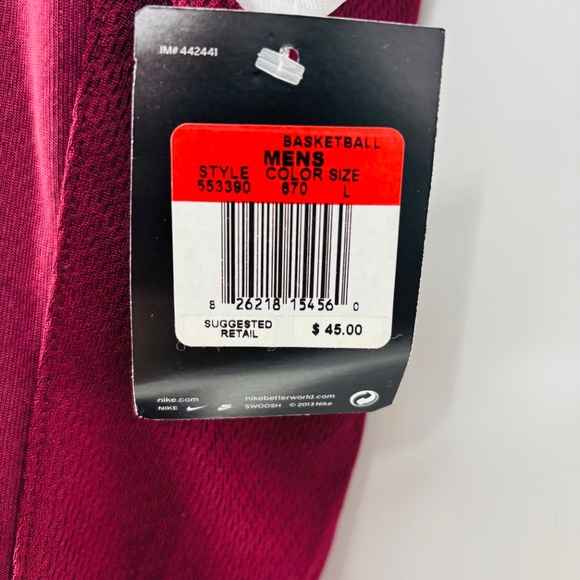 IM# 442441
BASKETBALL
MENS
STYLE COLOR SIZE
553390 670 L
8 26218 15456 0
SUGGESTED RETAIL $ 45.00
nike.com nikebetterworld.com
NIKE SWOOSH © 2013 Nike